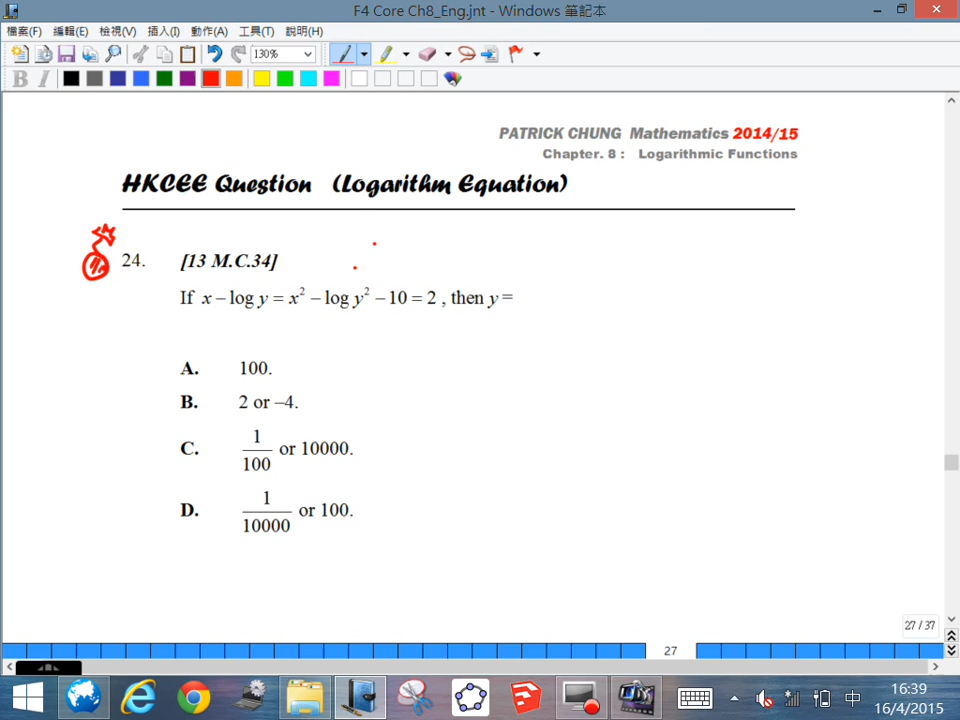 F4 Core Ch8_Eng.jnt - Windows 筆記本
檔案(F) 編輯(E) 檢視(V) 插入(I) 動作(A) 工具(T) 說明(H)
130%
B I
PATRICK CHUNG Mathematics 2014/15
Chapter. 8 : Logarithmic Functions
HKCEE Question (Logarithm Equation)
24. [13 M.C.34]
If x – log y = x² – log y² – 10 = 2 , then y =
A. 100.
B. 2 or –4.
C. 1/100 or 10000.
D. 1/10000 or 100.
27 / 37
27
中
16:39
16/4/2015